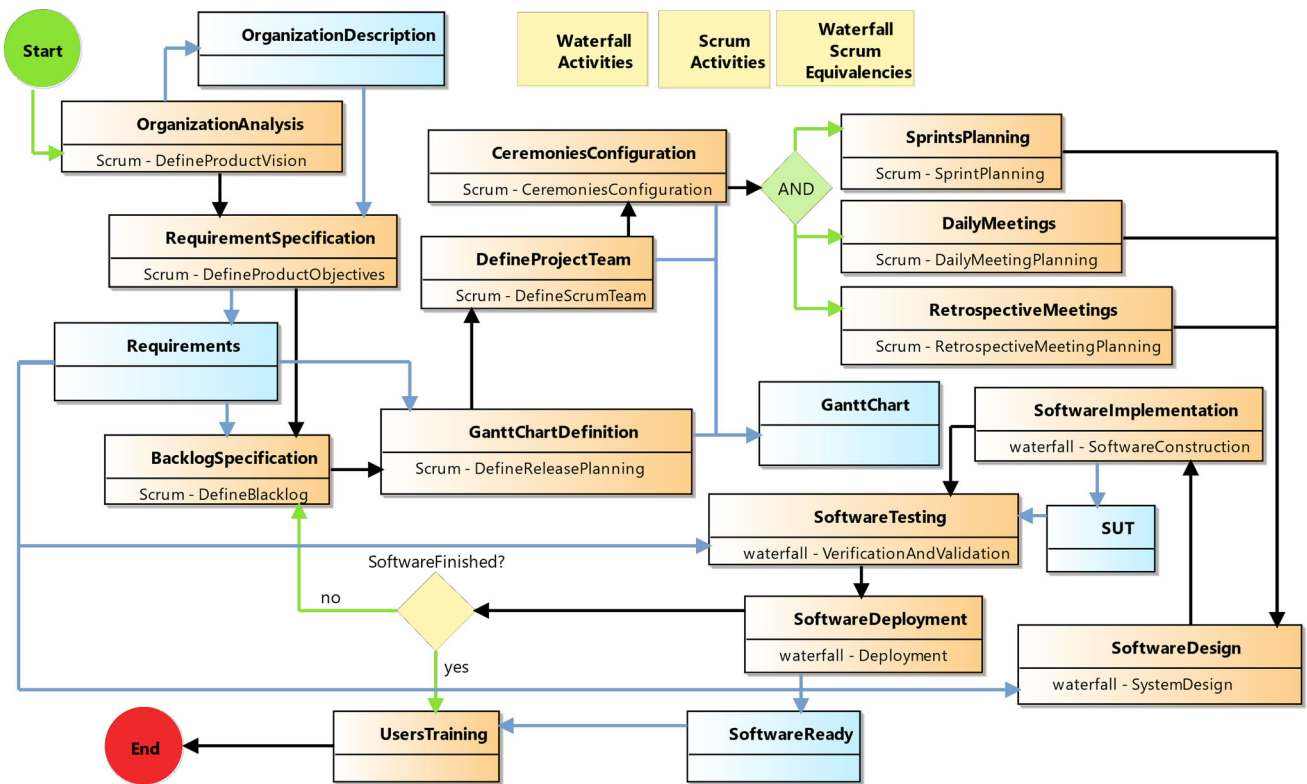 Start
OrganizationDescription
Waterfall
Activities
Scrum
Activities
Waterfall
Scrum
Equivalencies
OrganizationAnalysis
Scrum - DefineProductVision
CeremoniesConfiguration
Scrum - CeremoniesConfiguration
AND
SprintsPlanning
Scrum - SprintPlanning
RequirementSpecification
Scrum - DefineProductObjectives
DefineProjectTeam
Scrum - DefineScrumTeam
DailyMeetings
Scrum - DailyMeetingPlanning
RetrospectiveMeetings
Scrum - RetrospectiveMeetingPlanning
Requirements
GanttChartDefinition
Scrum - DefineReleasePlanning
GanttChart
SoftwareImplementation
waterfall - SoftwareConstruction
BacklogSpecification
Scrum - DefineBlacklog
SoftwareTesting
waterfall - VerificationAndValidation
SUT
SoftwareFinished?
no
yes
SoftwareDeployment
waterfall - Deployment
SoftwareDesign
waterfall - SystemDesign
End
UsersTraining
SoftwareReady